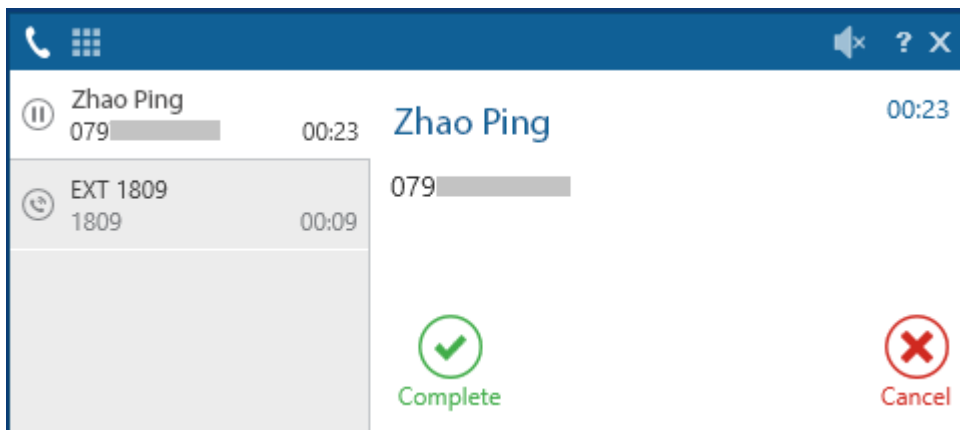 ?
Zhao Ping
079
00:23
EXT 1809
1809
00:09
Zhao Ping
00:23
079
Complete
Cancel